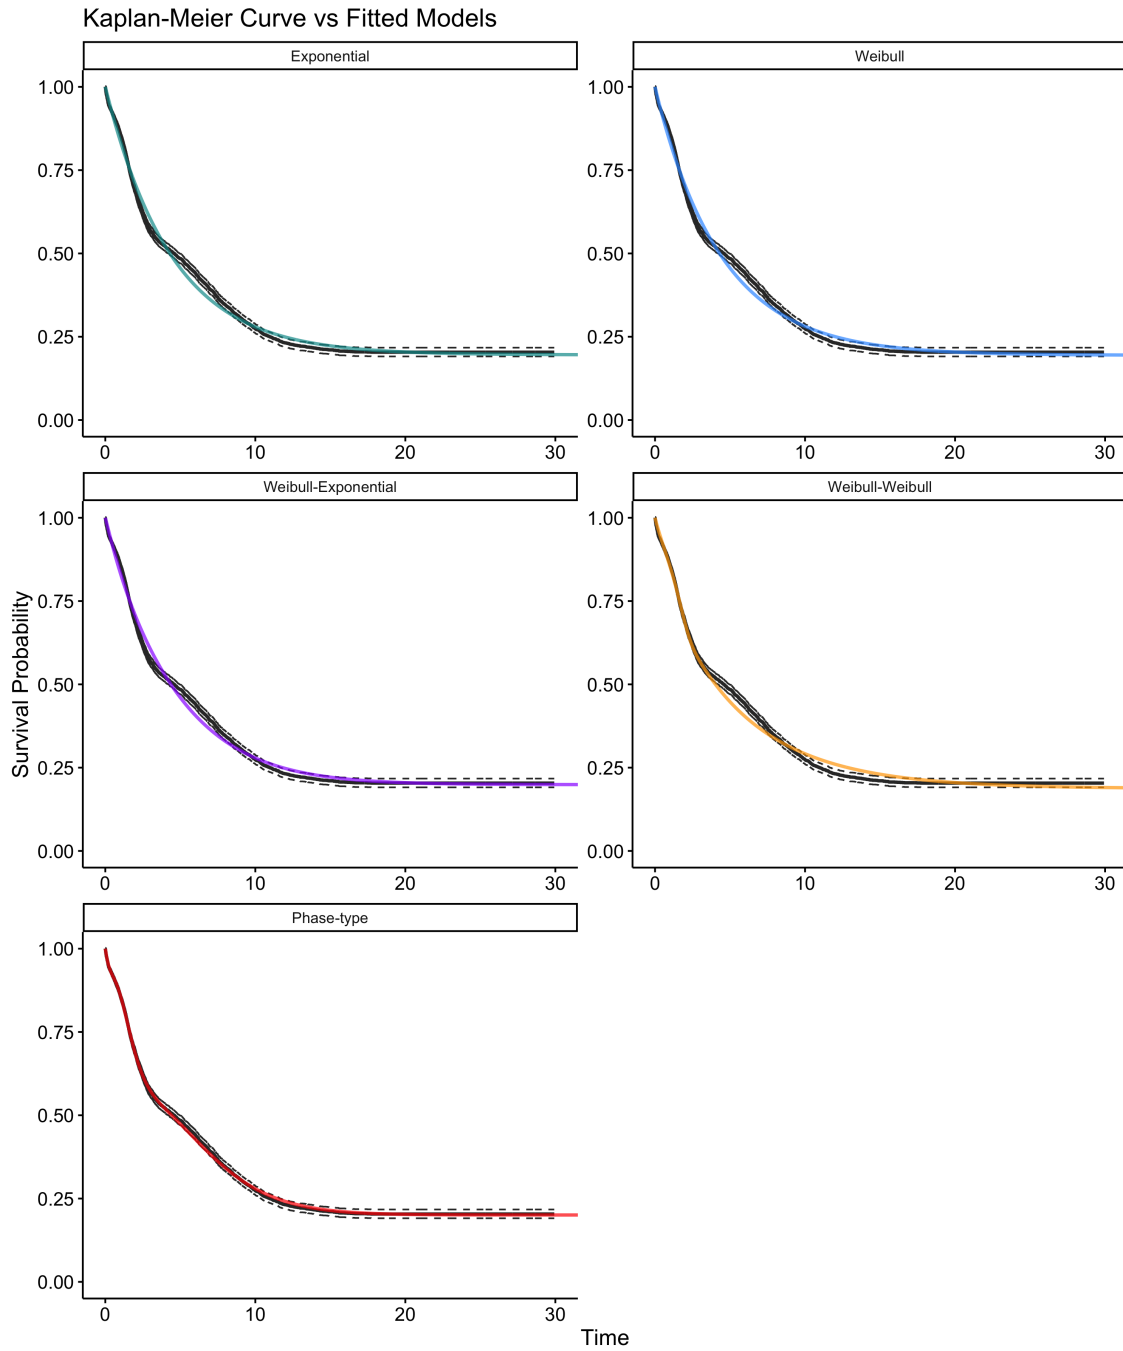 Kaplan-Meier Curve vs Fitted Models
Exponential
Weibull
1.00
0.75
0.50
0.25
0.00
0 10 20 30
1.00
0.75
0.50
0.25
0.00
0 10 20 30
Survival Probability
Weibull-Exponential
Weibull-Weibull
1.00
0.75
0.50
0.25
0.00
0 10 20 30
1.00
0.75
0.50
0.25
0.00
0 10 20 30
Phase-type
1.00
0.75
0.50
0.25
0.00
0 10 20 30
Time